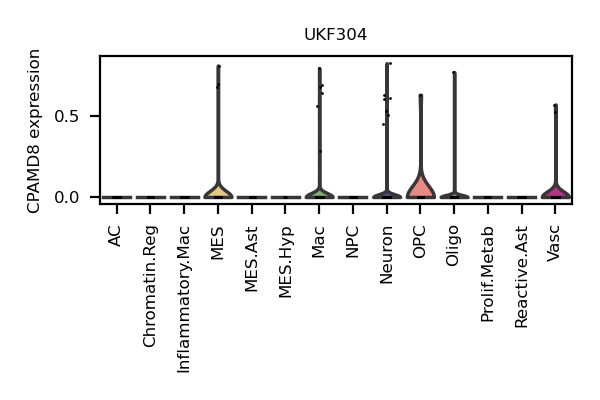 UKF304
CPAMD8 expression
0.5
0.0
AC
Chromatin.Reg
Inflammatory.Mac
MES
MES.Ast
MES.Hyp
Mac
NPC
Neuron
OPC
Oligo
Prolif.Metab
Reactive.Ast
Vasc